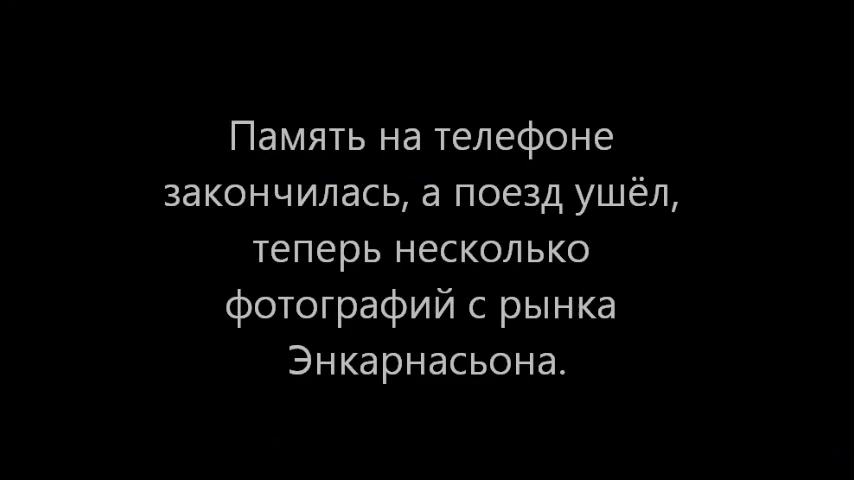 Память на телефоне
закончилась, а поезд ушёл,
теперь несколько
фотографий с рынка
Энкарнасьона.